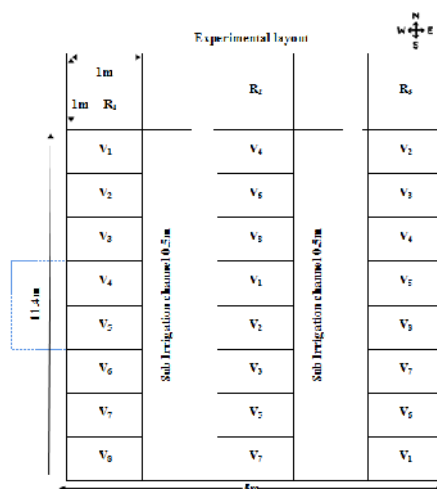 Experimental layout
N
W E
S
1m
1m R₁
R₂
R₃
V₁ V₄ V₂
V₂ V₆ V₃
V₃ V₈ V₄
V₄ V₁ V₅
V₅ V₂ V₈
V₆ V₃ V₇
V₇ V₅ V₆
V₈ V₇ V₁
11.4m
Sub Irrigation channel 0.5m
Sub Irrigation channel 0.5m
5m